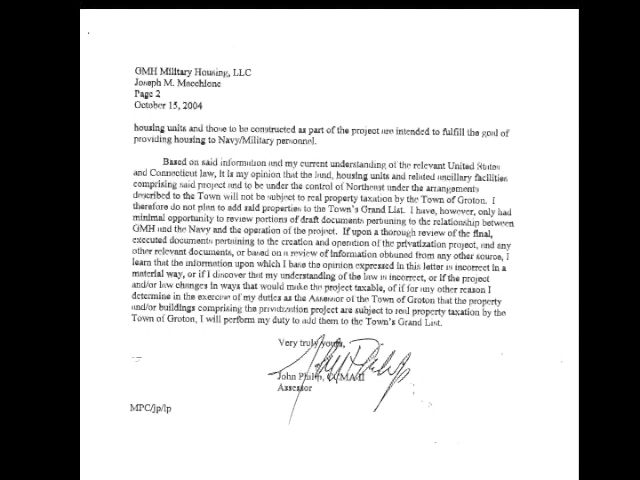 GMH Military Housing, LLC
Joseph M. Macchione
Page 2
October 15, 2004
housing units and those to be constructed as part of the project are intended to fulfill the goal of
providing housing to Navy/Military personnel.
Based on said information and my current understanding of the relevant United States
and Connecticut law, it is my opinion that the land, housing units and related ancillary facilities
comprising said project and to be under the control of Northeast under the arrangements
described to the Town will not be subject to real property taxation by the Town of Groton. I
therefore do not plan to add said properties to the Town's Grand List. I have, however, only had
minimal opportunity to review portions of draft documents pertaining to the relationship between
GMH and the Navy and the operation of the project. If upon a thorough review of the final,
executed documents pertaining to the creation and operation of the privatization project, and any
other relevant documents, or based on a review of information obtained from any other source, I
learn that the information upon which I base the opinion expressed in this letter is incorrect in a
material way, or if I discover that my understanding of the law is incorrect, or if the project
and/or law changes in ways that would make the project taxable, of if for any other reason I
determine in the exercise of my duties as the Assessor of the Town of Groton that the property
and/or buildings comprising the privatization project are subject to real property taxation by the
Town of Groton, I will perform my duty to add them to the Town's Grand List.
Very truly yours,
John Philip, CCMA II
Assessor
MPC/jp/lp